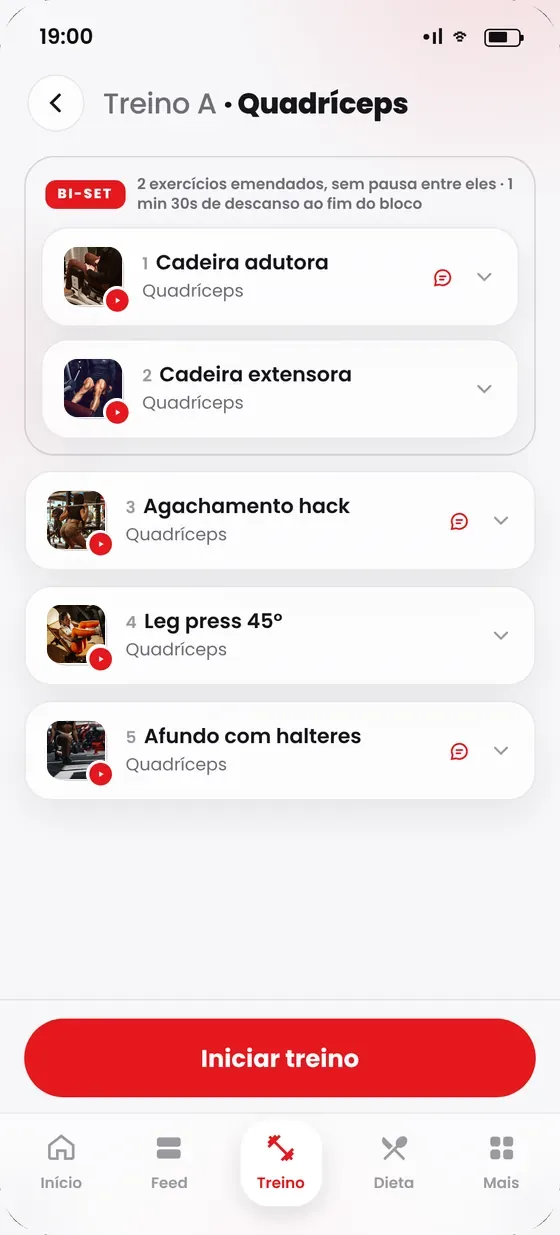 19:00
Treino A · Quadríceps
BI-SET
2 exercícios emendados, sem pausa entre eles · 1
min 30s de descanso ao fim do bloco
1 Cadeira adutora
Quadríceps
2 Cadeira extensora
Quadríceps
3 Agachamento hack
Quadríceps
4 Leg press 45º
Quadríceps
5 Afundo com halteres
Quadríceps
Iniciar treino
Início
Feed
Treino
Dieta
Mais